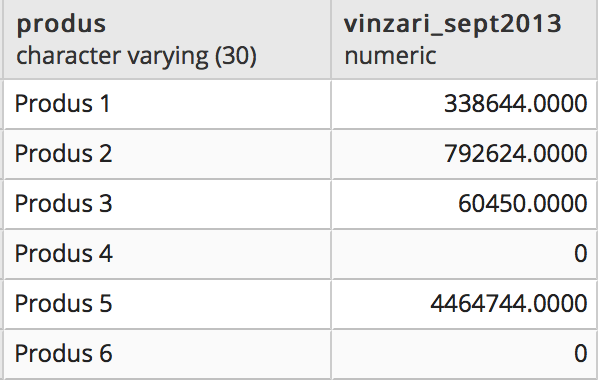 produs vinzari_sept2013
character varying (30) numeric
Produs 1 338644.0000
Produs 2 792624.0000
Produs 3 60450.0000
Produs 4 0
Produs 5 4464744.0000
Produs 6 0